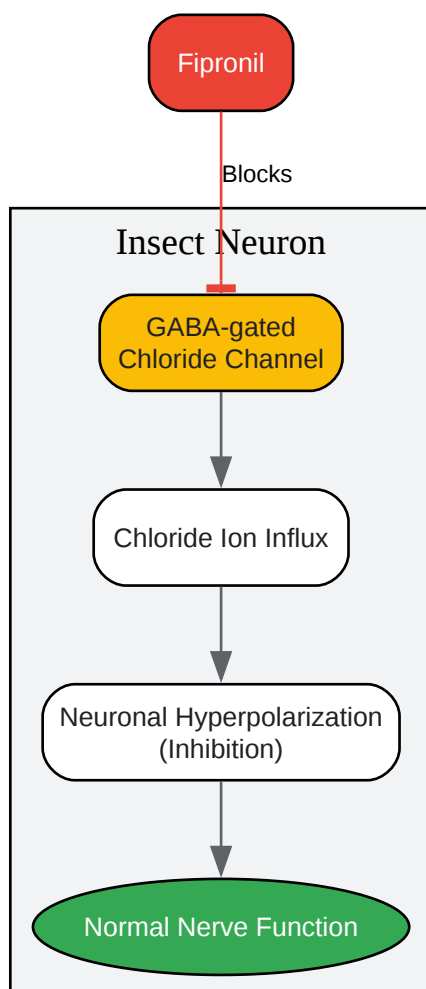 Fipronil
Blocks
Insect Neuron
GABA-gated
Chloride Channel
Chloride Ion Influx
Neuronal Hyperpolarization
(Inhibition)
Normal Nerve Function